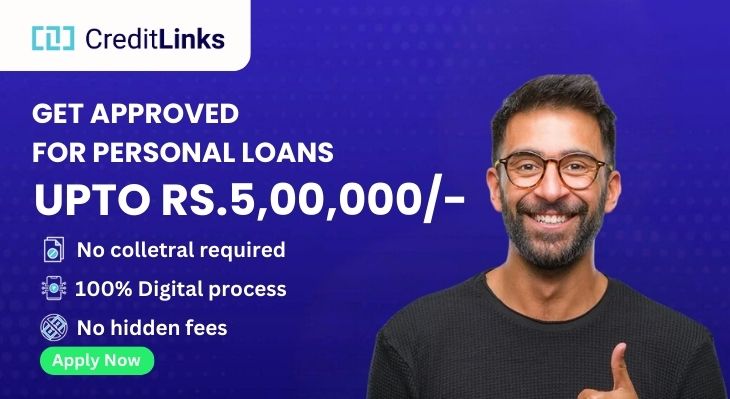 CreditLinks
GET APPROVED
FOR PERSONAL LOANS
UPTO RS.5,00,000/-
No colletral required
100% Digital process
No hidden fees
Apply Now